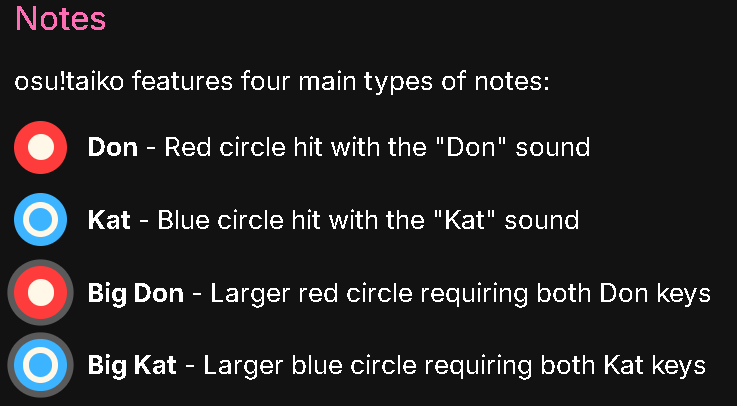 Notes
osu!taiko features four main types of notes:
Don - Red circle hit with the "Don" sound
Kat - Blue circle hit with the "Kat" sound
Big Don - Larger red circle requiring both Don keys
Big Kat - Larger blue circle requiring both Kat keys